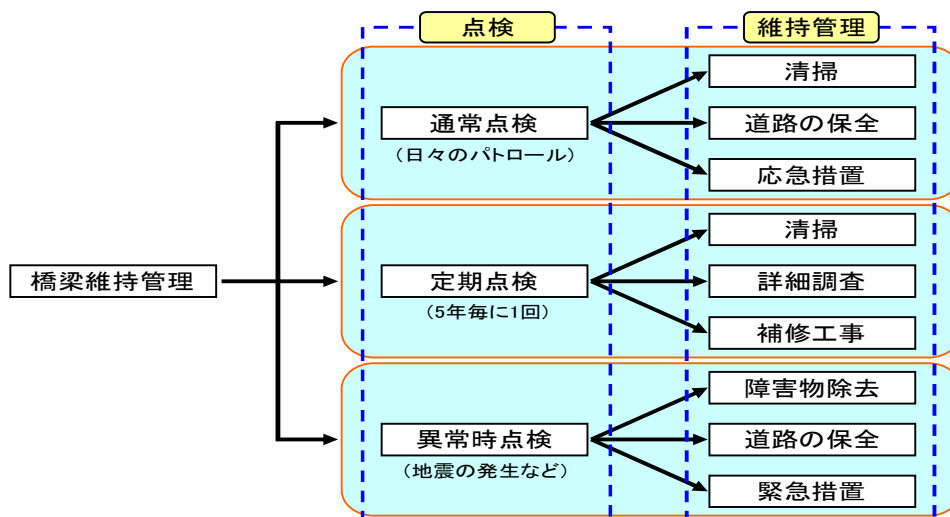 点検
維持管理
清掃
通常点検
道路の保全
（日々のパトロール）
応急措置
清掃
橋梁維持管理
定期点検
詳細調査
（5年毎に1回）
補修工事
障害物除去
異常時点検
道路の保全
（地震の発生など）
緊急措置